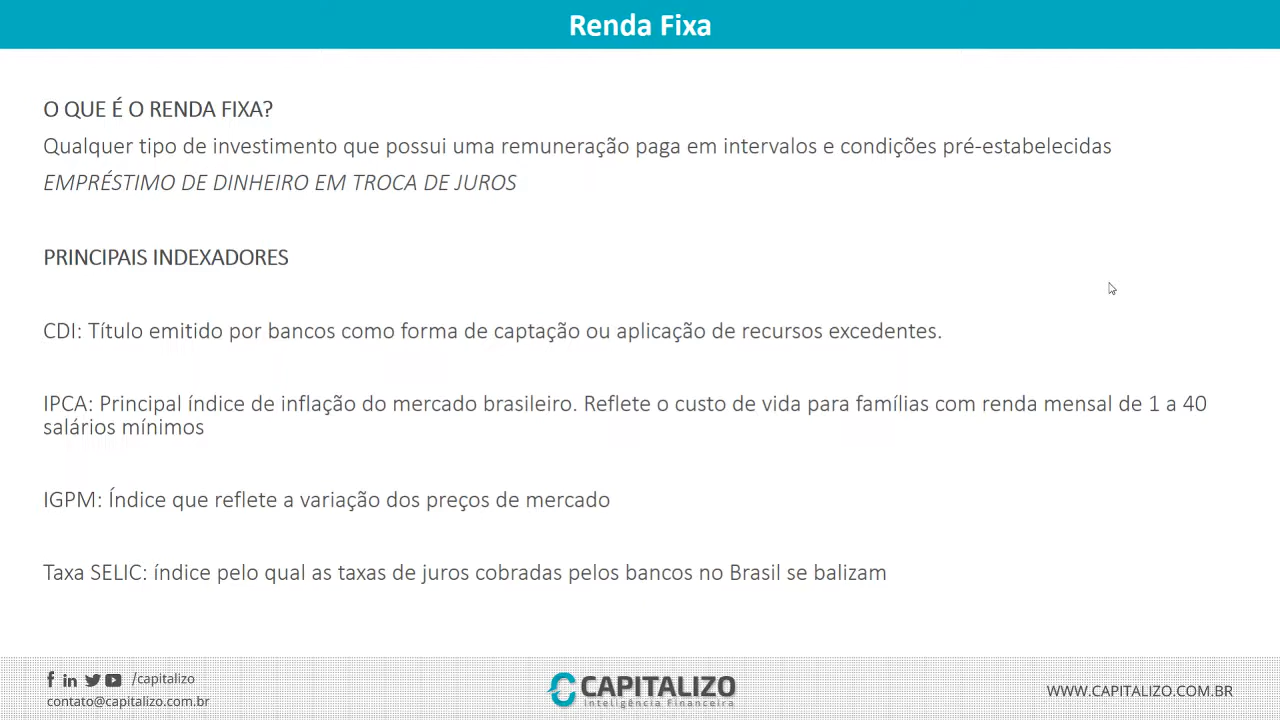 Renda Fixa
O QUE É O RENDA FIXA?
Qualquer tipo de investimento que possui uma remuneração paga em intervalos e condições pré-estabelecidas
EMPRÉSTIMO DE DINHEIRO EM TROCA DE JUROS
PRINCIPAIS INDEXADORES
CDI: Título emitido por bancos como forma de captação ou aplicação de recursos excedentes.
IPCA: Principal índice de inflação do mercado brasileiro. Reflete o custo de vida para famílias com renda mensal de 1 a 40
salários mínimos
IGPM: Índice que reflete a variação dos preços de mercado
Taxa SELIC: índice pelo qual as taxas de juros cobradas pelos bancos no Brasil se balizam
/capitalizo
contato@capitalizo.com.br
CAPITALIZO
Inteligência Financeira
WWW.CAPITALIZO.COM.BR